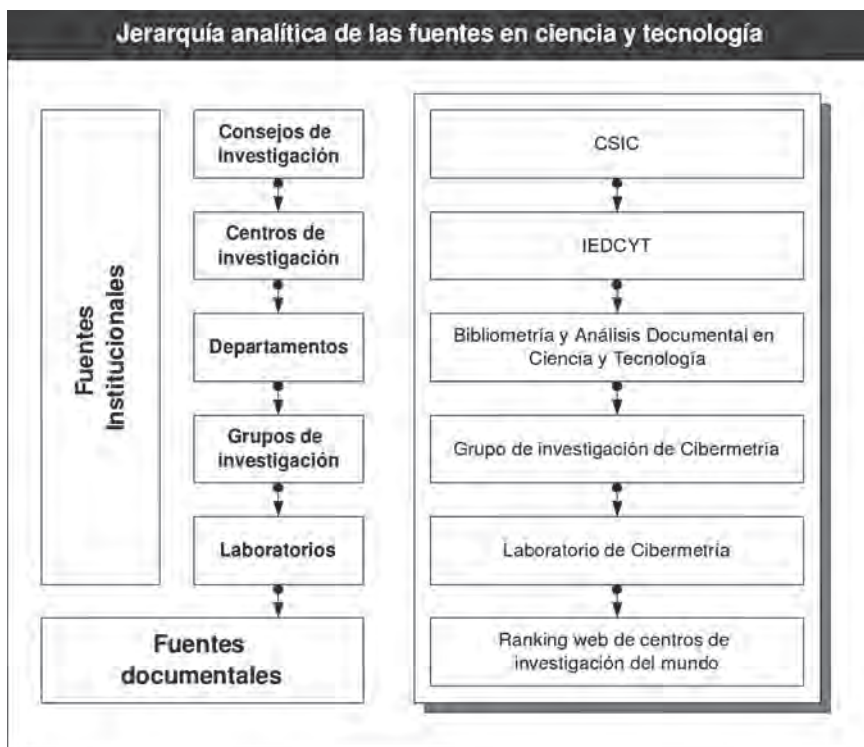 Jerarquía analítica de las fuentes en ciencia y tecnología
Fuentes
Institucionales
Consejos de
investigación
Centros de
investigación
Departamentos
Grupos de
investigación
Laboratorios
Fuentes
documentales
CSIC
IEDCYT
Bibliometría y Análisis Documental en
Ciencia y Tecnología
Grupo de investigación de Cibermetría
Laboratorio de Cibermetría
Ranking web de centros de
investigación del mundo